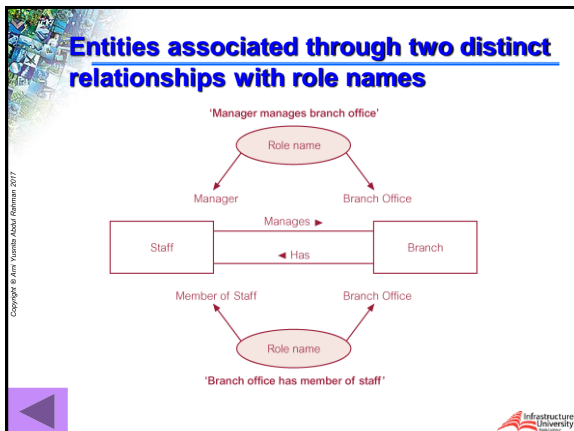 Entities associated through two distinct
relationships with role names
'Manager manages branch office'
Role name
Manager
Branch Office
Manages ►
Staff
Branch
◄ Has
Member of Staff
Branch Office
Role name
'Branch office has member of staff'
Copyright © Ami Yusnita Abdul Rahman 2017
Infrastructure
University